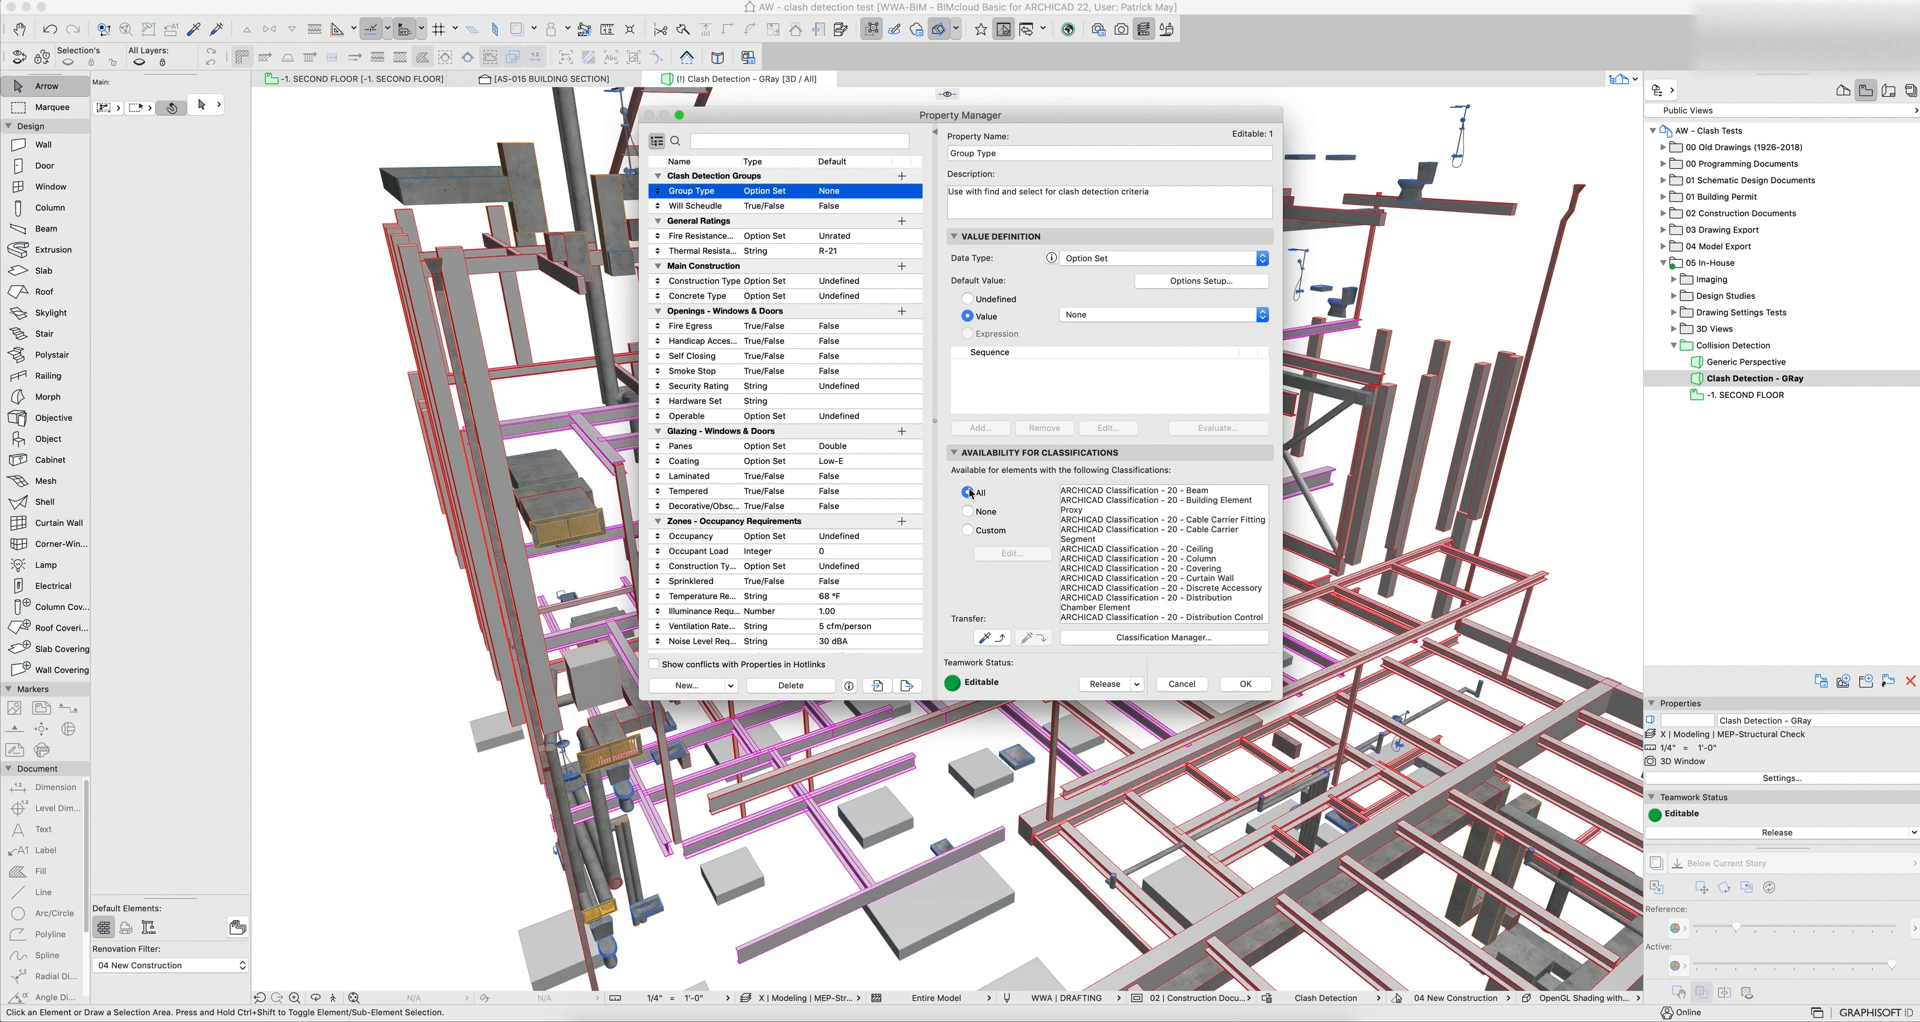 AW - clash detection test [WWA-BIM - BIMcloud Basic for ARCHICAD 22, User: Patrick May]
Selection's
All Layers:
-1. SECOND FLOOR [-1. SECOND FLOOR]
[AS-015 BUILDING SECTION]
(!) Clash Detection - GRay [3D / All]
Arrow
Marquee
Design
Wall
Door
Window
Column
Beam
Extrusion
Slab
Roof
Skylight
Stair
Polystair
Railing
Morph
Objective
Object
Cabinet
Mesh
Shell
Curtain Wall
Corner-Win...
Lamp
Electrical
Column Cov...
Roof Coveri...
Slab Covering
Wall Covering
Markers
Document
Dimension
Level Dim...
Text
A1 Label
Fill
Line
Arc/Circle
Polyline
Spline
Radial Di...
Angle Di...
Main:
Default Elements:
Renovation Filter:
04 New Construction
Property Manager
Name Type Default
Clash Detection Groups
Group Type Option Set None
Will Scheudle True/False False
General Ratings
Fire Resistance... Option Set Unrated
Thermal Resista... String R-21
Main Construction
Construction Type Option Set Undefined
Concrete Type Option Set Undefined
Openings - Windows & Doors
Fire Egress True/False False
Handicap Acces... True/False False
Self Closing True/False False
Smoke Stop True/False False
Security Rating String Undefined
Hardware Set String
Operable Option Set Undefined
Glazing - Windows & Doors
Panes Option Set Double
Coating Option Set Low-E
Laminated True/False False
Tempered True/False False
Decorative/Obsc... True/False False
Zones - Occupancy Requirements
Occupancy Option Set Undefined
Occupant Load Integer 0
Construction Ty... Option Set Undefined
Sprinklered True/False False
Temperature Re... String 68 °F
Illuminance Requ... Number 1.00
Ventilation Rate... String 5 cfm/person
Noise Level Req... String 30 dBA
Show conflicts with Properties in Hotlinks
New...
Delete
Property Name:
Editable: 1
Group Type
Description:
Use with find and select for clash detection criteria
VALUE DEFINITION
Data Type:
Option Set
Default Value:
Options Setup...
Undefined
Value
None
Expression
Sequence
Add...
Remove
Edit...
Evaluate...
AVAILABILITY FOR CLASSIFICATIONS
Available for elements with the following Classifications:
All
None
Custom
Edit...
ARCHICAD Classification - 20 - Beam
ARCHICAD Classification - 20 - Building Element
Proxy
ARCHICAD Classification - 20 - Cable Carrier Fitting
ARCHICAD Classification - 20 - Cable Carrier
Segment
ARCHICAD Classification - 20 - Ceiling
ARCHICAD Classification - 20 - Column
ARCHICAD Classification - 20 - Covering
ARCHICAD Classification - 20 - Curtain Wall
ARCHICAD Classification - 20 - Discrete Accessory
ARCHICAD Classification - 20 - Distribution
Chamber Element
ARCHICAD Classification - 20 - Distribution Control
Transfer:
Classification Manager...
Teamwork Status:
Editable
Release
Cancel
OK
Public Views
AW - Clash Tests
00 Old Drawings (1926-2018)
00 Programming Documents
01 Schematic Design Documents
01 Building Permit
02 Construction Documents
03 Drawing Export
04 Model Export
05 In-House
Imaging
Design Studies
Drawing Settings Tests
3D Views
Collision Detection
Generic Perspective
Clash Detection - GRay
-1. SECOND FLOOR
Properties
Clash Detection - GRay
X | Modeling | MEP-Structural Check
1/4" = 1'-0"
3D Window
Settings...
Teamwork Status
Editable
Release
Below Current Story
Reference:
Active:
N/A
N/A
1/4" = 1'-0"
X | Modeling | MEP-Str...
Entire Model
WWA | DRAFTING
02 | Construction Docu...
Clash Detection
04 New Construction
OpenGL Shading with...
Click an Element or Draw a Selection Area. Press and Hold Ctrl+Shift to Toggle Element/Sub-Element Selection.
Online
GRAPHISOFT ID